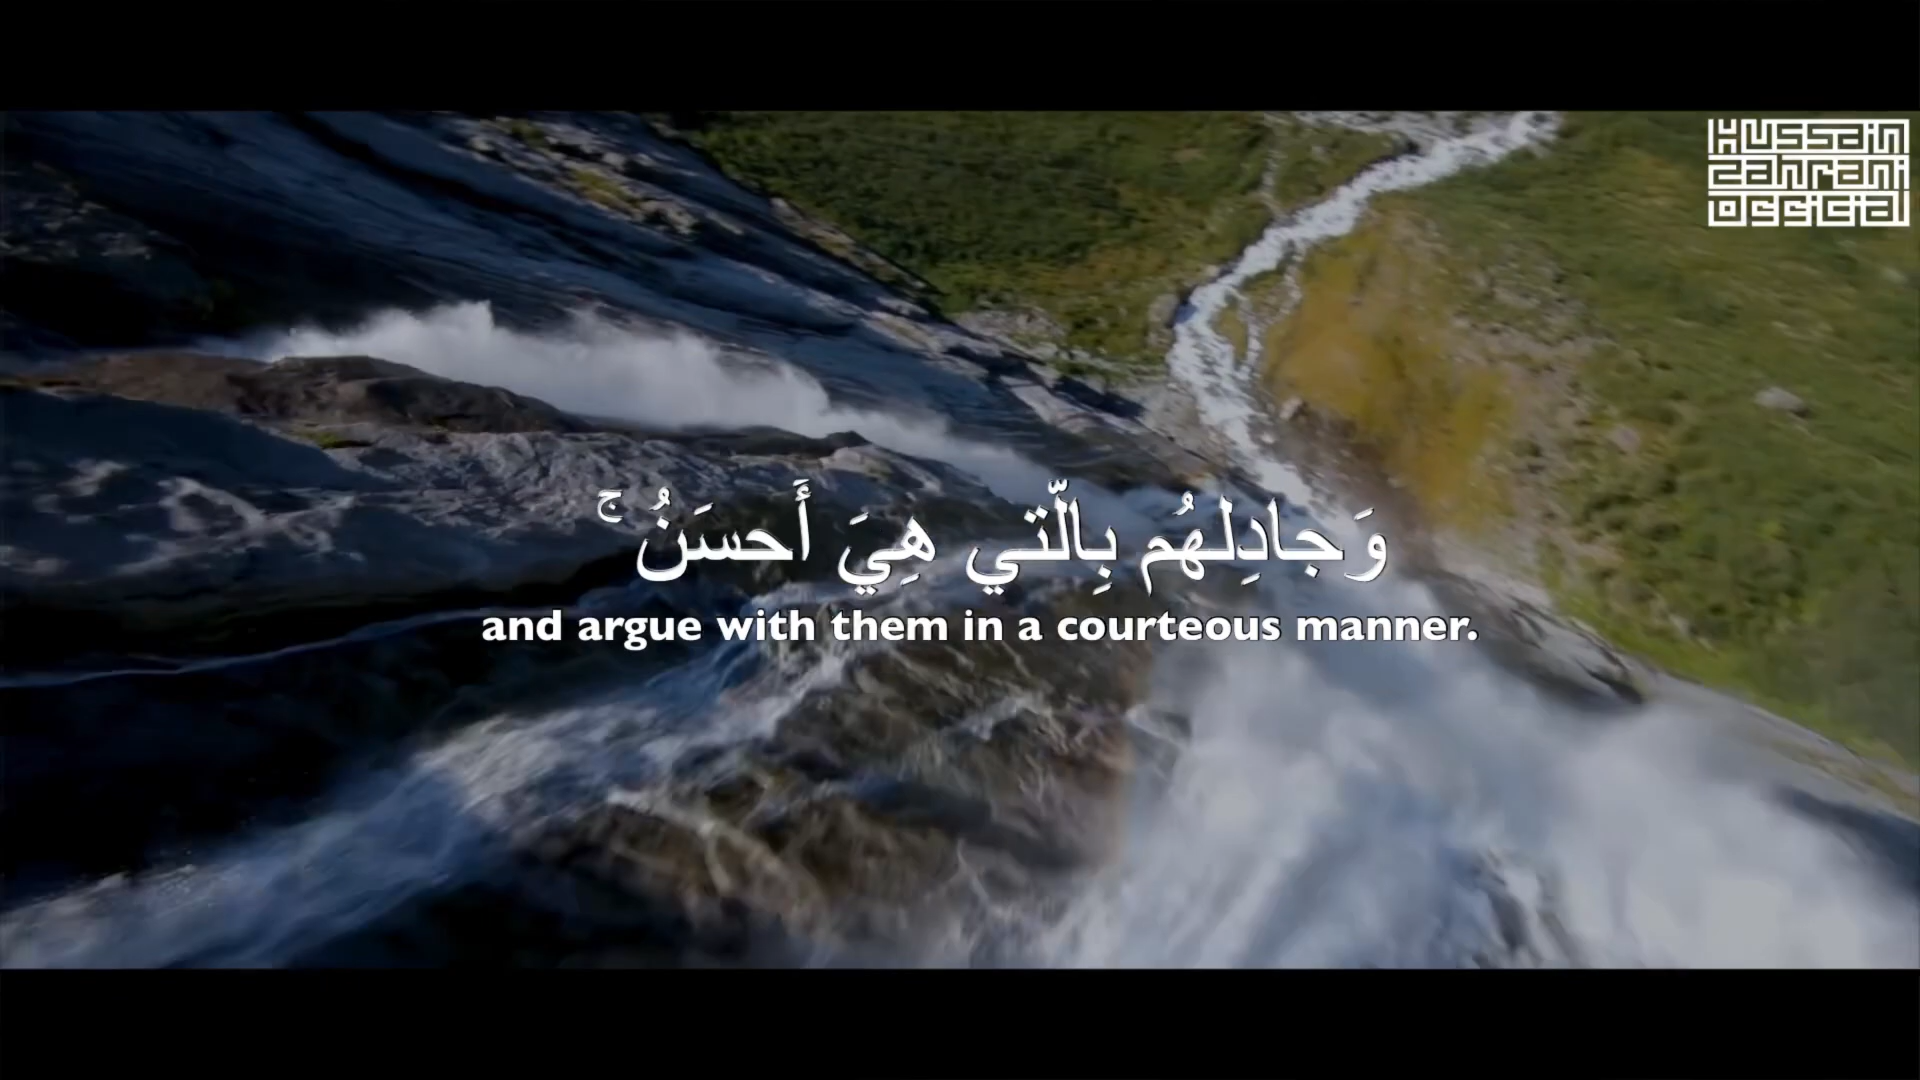 Hussain
Zahrani
Official
وَجادِلهُم بِالَّتي هِيَ أَحسَنُ ۚ
and argue with them in a courteous manner.